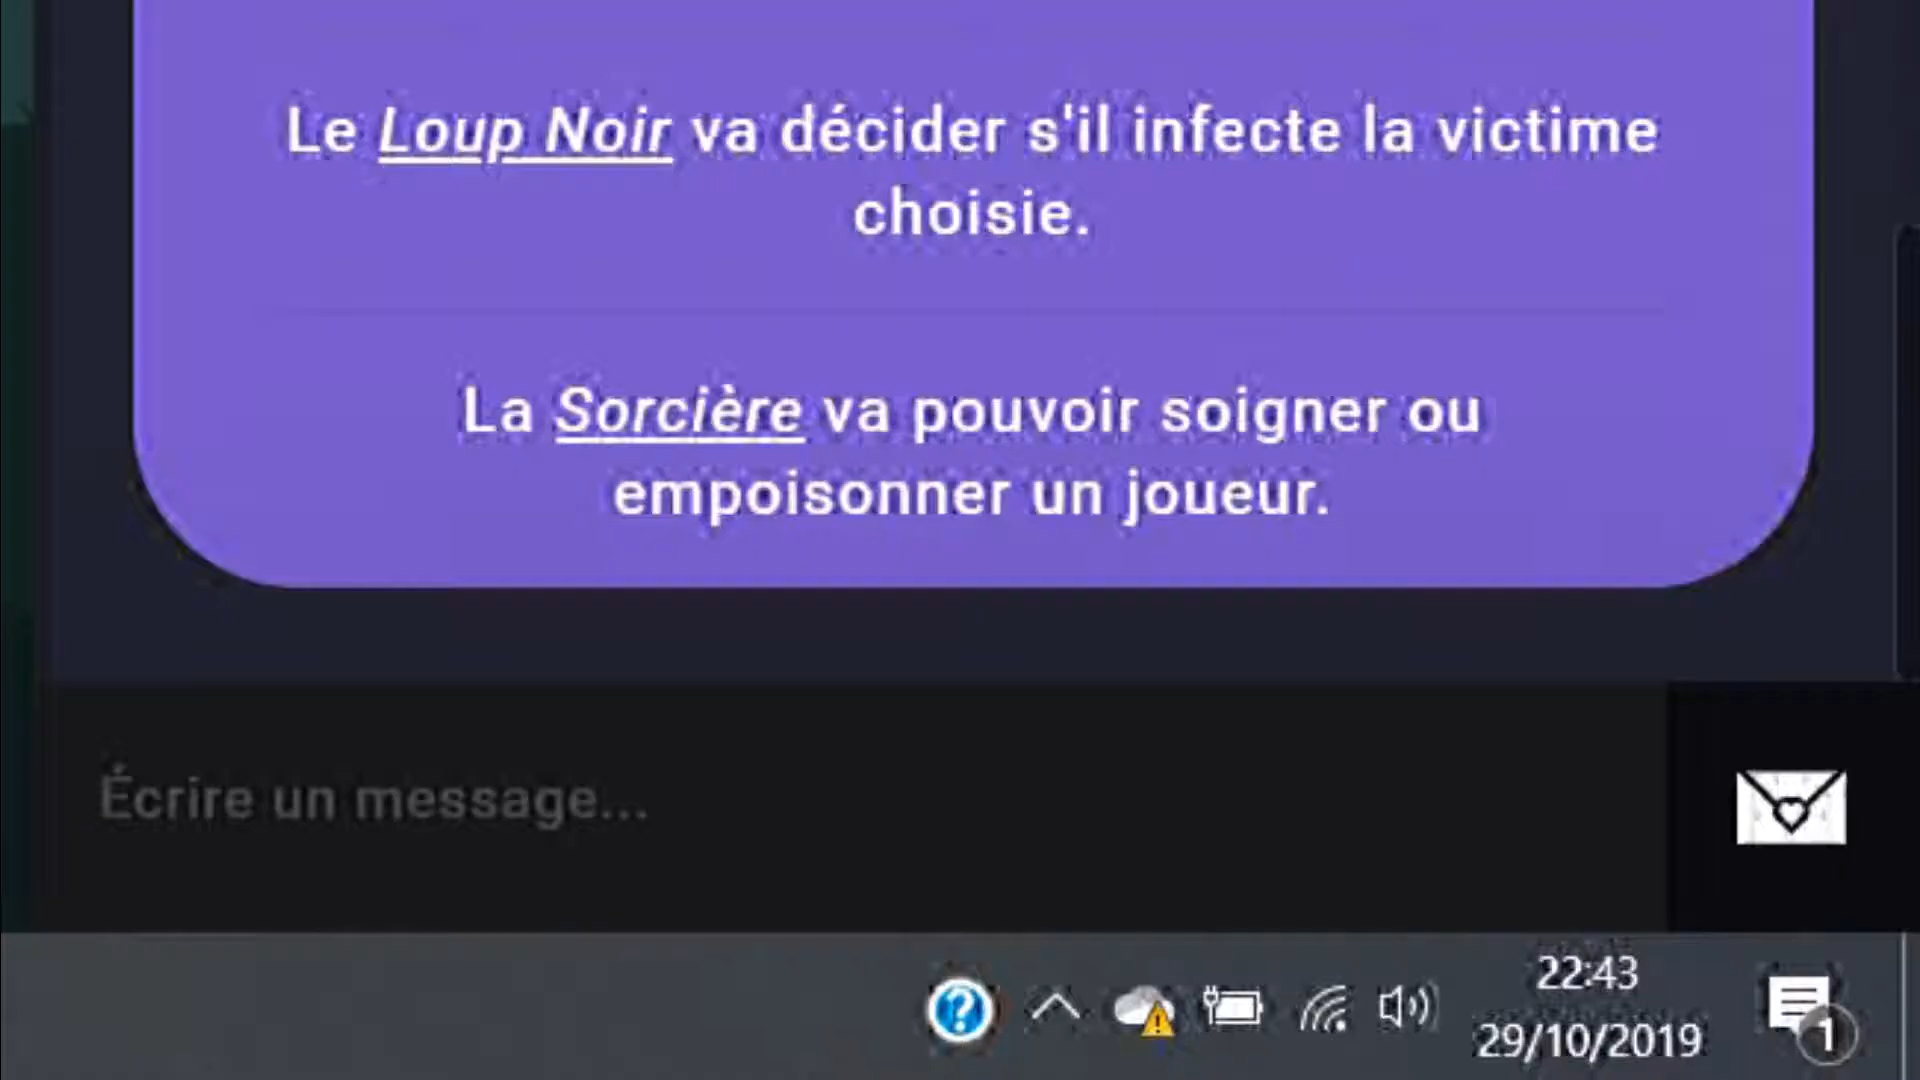 Le Loup Noir va décider s'il infecte la victime
choisie.
La Sorcière va pouvoir soigner ou
empoisonner un joueur.
Écrire un message...
22:43
29/10/2019
1